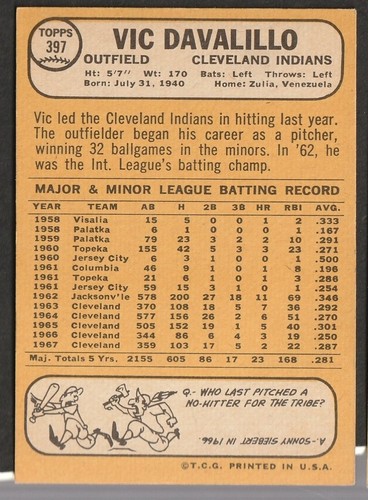 TOPPS
397
VIC DAVALILLO
OUTFIELD CLEVELAND INDIANS
Ht: 5'7" Wt: 170 Bats: Left Throws: Left
Born: July 31, 1940 Home: Zulia, Venezuela
Vic led the Cleveland Indians in hitting last year.
The outfielder began his career as a pitcher,
winning 32 ballgames in the minors. In '62, he
was the Int. League's batting champ.
MAJOR & MINOR LEAGUE BATTING RECORD
YEAR TEAM AB H 2B 3B HR RBI AVG.
1958 Visalia 15 5 0 0 1 2 .333
1958 Palatka 6 1 0 0 0 1 .167
1959 Palatka 79 23 3 2 2 10 .291
1960 Topeka 155 42 5 3 3 23 .271
1960 Jersey City 6 3 1 0 0 1 .500
1961 Columbia 46 9 0 0 1 8 .196
1961 Topeka 21 6 1 0 1 3 .286
1961 Jersey City 59 15 3 1 0 1 .254
1962 Jacksonv'le 578 200 27 18 11 69 .346
1963 Cleveland 370 108 18 5 7 36 .292
1964 Cleveland 577 156 26 2 6 51 .270
1965 Cleveland 505 152 19 1 5 40 .301
1966 Cleveland 344 86 6 4 3 19 .250
1967 Cleveland 359 103 17 5 2 22 .287
Maj. Totals 5 Yrs. 2155 605 86 17 23 168 .281
Q.- WHO LAST PITCHED A
NO-HITTER FOR THE TRIBE?
A.- SONNY SIEBERT IN 1966.
©T.C.G. PRINTED IN U.S.A.